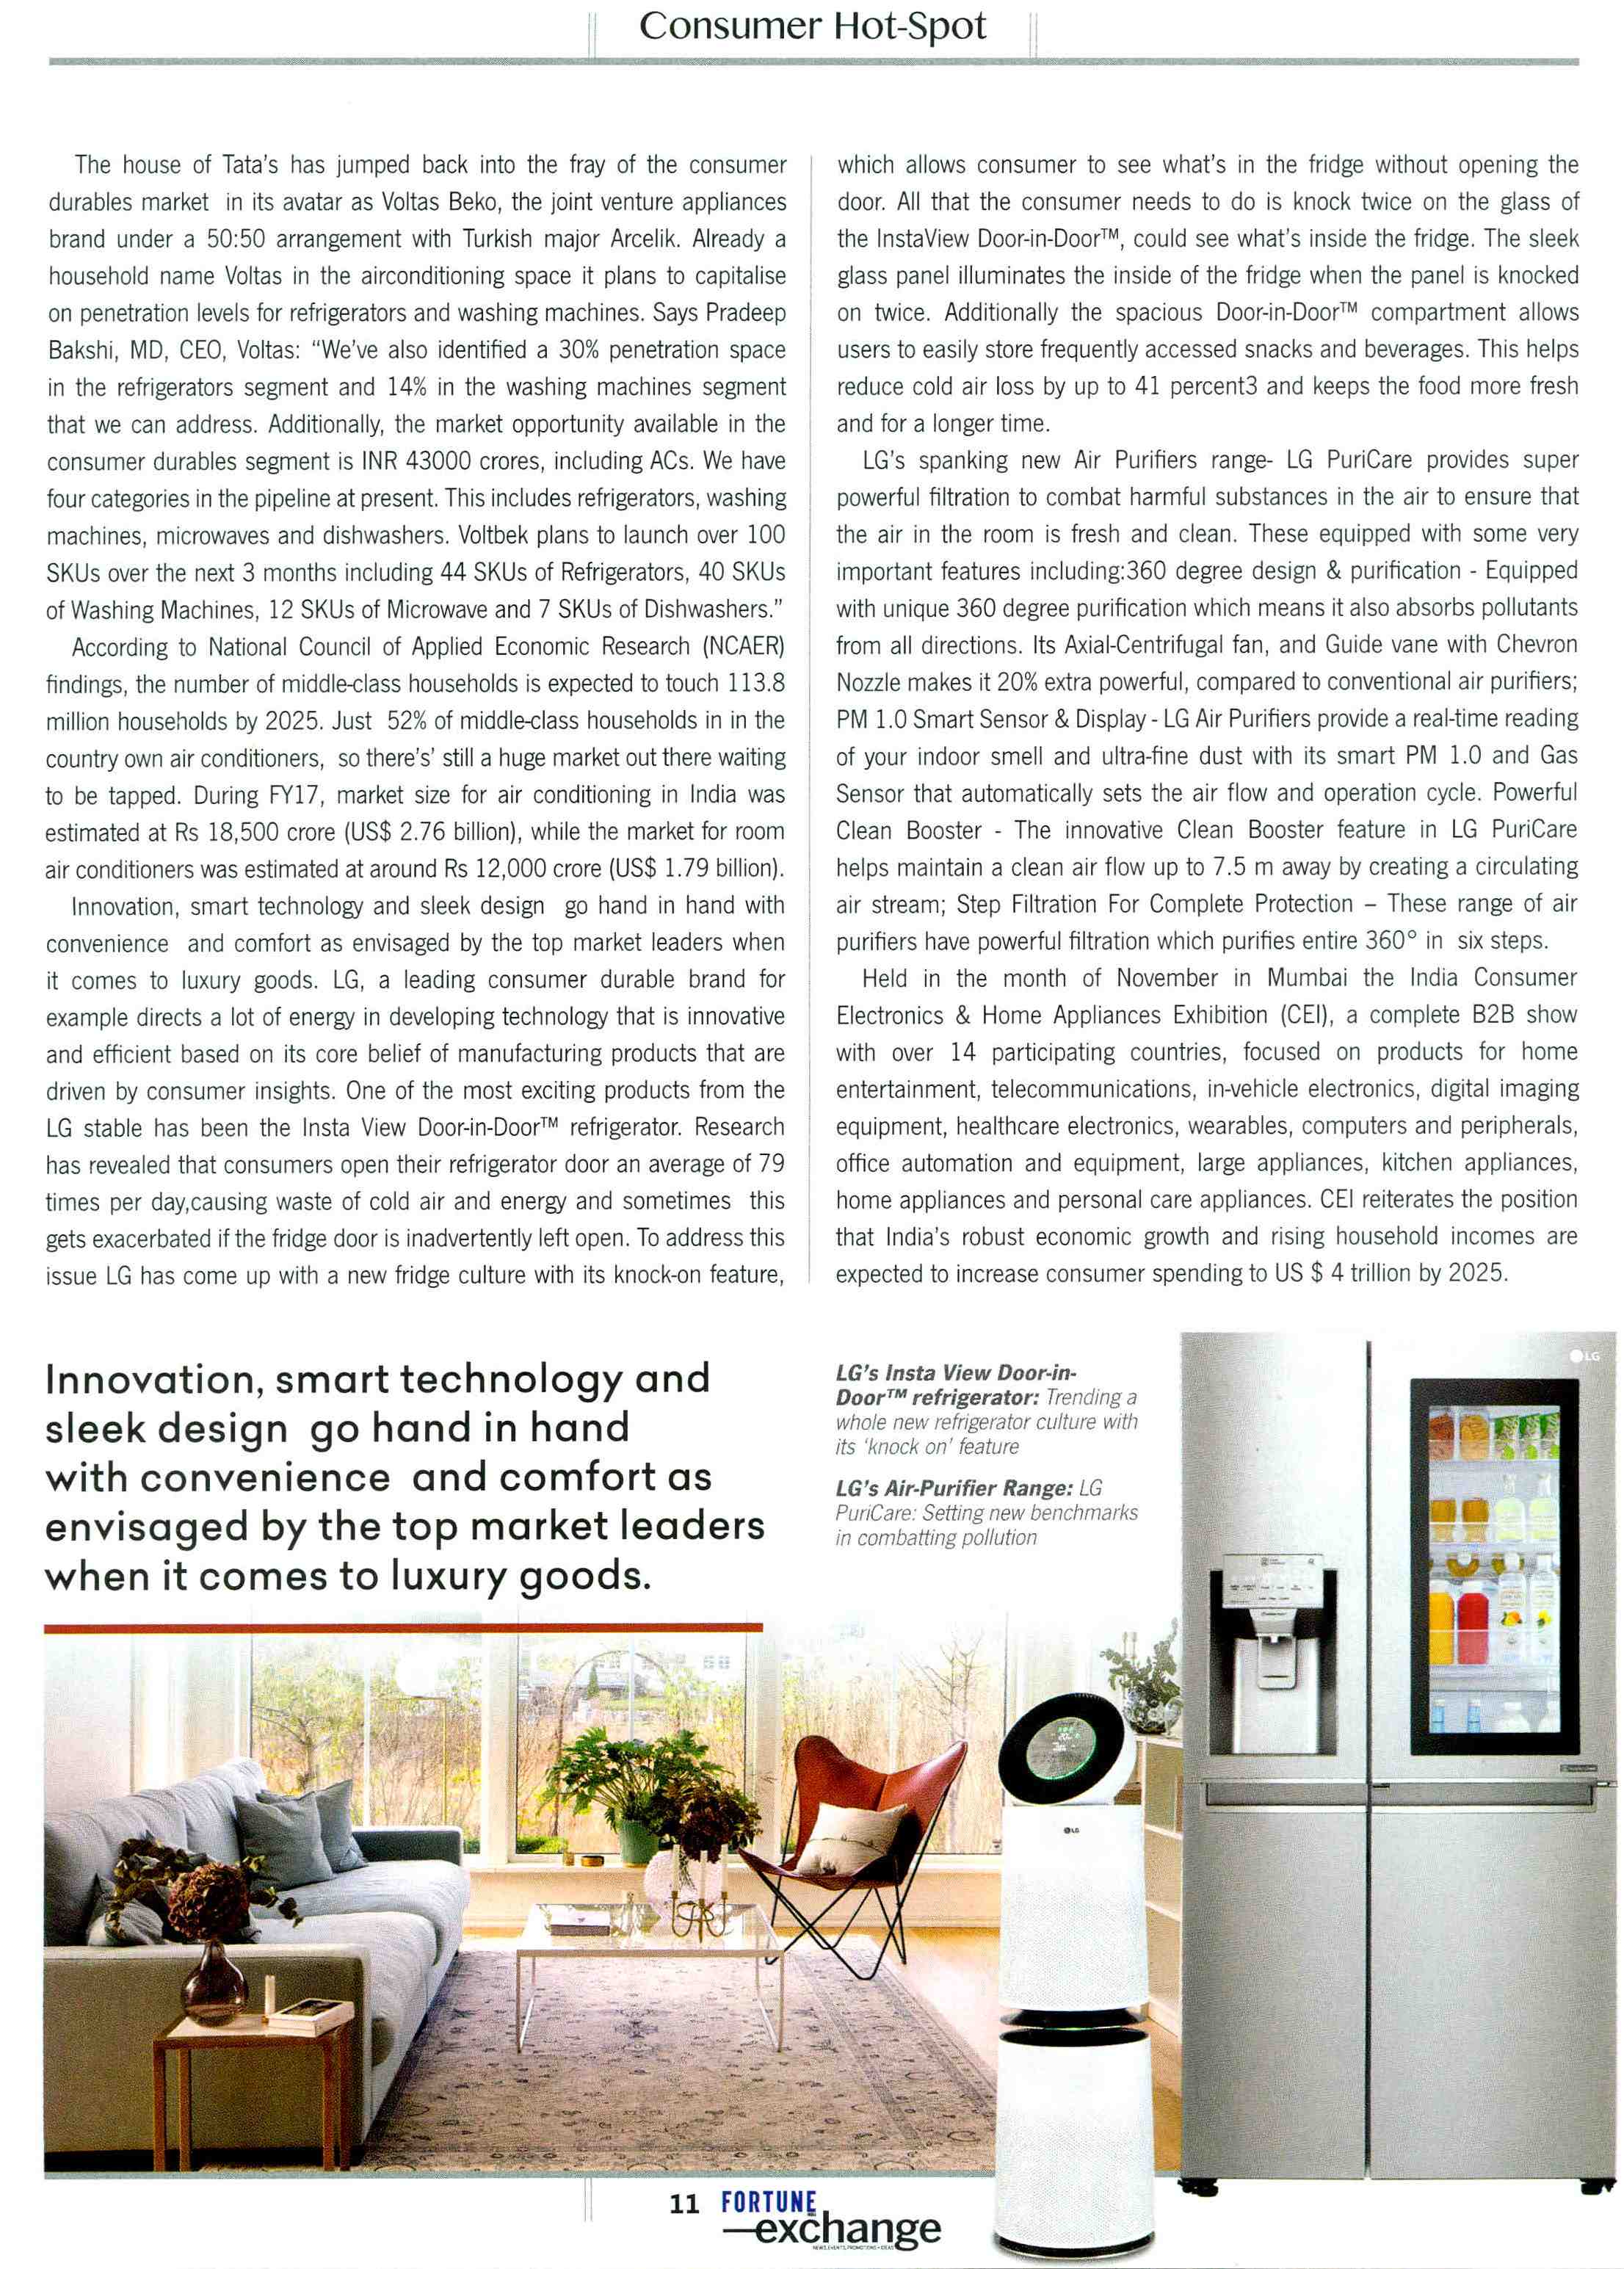 Consumer Hot-Spot
The house of Tata's has jumped back into the fray of the consumer
durables market in its avatar as Voltas Beko, the joint venture appliances
brand under a 50:50 arrangement with Turkish major Arcelik. Already a
household name Voltas in the airconditioning space it plans to capitalise
on penetration levels for refrigerators and washing machines. Says Pradeep
Bakshi, MD, CEO, Voltas: “We've also identified a 30% penetration space
in the refrigerators segment and 14% in the washing machines segment
that we can address. Additionally, the market opportunity available in the
consumer durables segment is INR 43000 crores, including ACs. We have
four categories in the pipeline at present. This includes refrigerators, washing
machines, microwaves and dishwashers. Voltbek plans to launch over 100
SKUs over the next 3 months including 44 SKUs of Refrigerators, 40 SKUs
of Washing Machines, 12 SKUs of Microwave and 7 SKUs of Dishwashers.”
According to National Council of Applied Economic Research (NCAER)
findings, the number of middle-class households is expected to touch 113.8
million households by 2025. Just 52% of middle-class households in in the
country own air conditioners, so there's' still a huge market out there waiting
to be tapped. During FY17, market size for air conditioning in India was
estimated at Rs 18,500 crore (US$ 2.76 billion), while the market for room
air conditioners was estimated at around Rs 12,000 crore (US$ 1.79 billion).
Innovation, smart technology and sleek design go hand in hand with
convenience and comfort as envisaged by the top market leaders when
it comes to luxury goods. LG, a leading consumer durable brand for
example directs a lot of energy in developing technology that is innovative
and efficient based on its core belief of manufacturing products that are
driven by consumer insights. One of the most exciting products from the
LG stable has been the Insta View Door-in-Door™ refrigerator. Research
has revealed that consumers open their refrigerator door an average of 79
times per day,causing waste of cold air and energy and sometimes this
gets exacerbated if the fridge door is inadvertently left open. To address this
issue LG has come up with a new fridge culture with its knock-on feature,
which allows consumer to see what's in the fridge without opening the
door. All that the consumer needs to do is knock twice on the glass of
the InstaView Door-in-Door™, could see what's inside the fridge. The sleek
glass panel illuminates the inside of the fridge when the panel is knocked
on twice. Additionally the spacious Door-in-Door™ compartment allows
users to easily store frequently accessed snacks and beverages. This helps
reduce cold air loss by up to 41 percent3 and keeps the food more fresh
and for a longer time.
LG's spanking new Air Purifiers range- LG PuriCare provides super
powerful filtration to combat harmful substances in the air to ensure that
the air in the room is fresh and clean. These equipped with some very
important features including:360 degree design & purification - Equipped
with unique 360 degree purification which means it also absorbs pollutants
from all directions. Its Axial-Centrifugal fan, and Guide vane with Chevron
Nozzle makes it 20% extra powerful, compared to conventional air purifiers;
PM 1.0 Smart Sensor & Display - LG Air Purifiers provide a real-time reading
of your indoor smell and ultra-fine dust with its smart PM 1.0 and Gas
Sensor that automatically sets the air flow and operation cycle. Powerful
Clean Booster - The innovative Clean Booster feature in LG PuriCare
helps maintain a clean air flow up to 7.5 m away by creating a circulating
air stream; Step Filtration For Complete Protection – These range of air
purifiers have powerful filtration which purifies entire 360° in six steps.
Held in the month of November in Mumbai the India Consumer
Electronics & Home Appliances Exhibition (CEI), a complete B2B show
with over 14 participating countries, focused on products for home
entertainment, telecommunications, in-vehicle electronics, digital imaging
equipment, healthcare electronics, wearables, computers and peripherals,
office automation and equipment, large appliances, kitchen appliances,
home appliances and personal care appliances. CEI reiterates the position
that India's robust economic growth and rising household incomes are
expected to increase consumer spending to US $ 4 trillion by 2025.
Innovation, smart technology and
sleek design go hand in hand
with convenience and comfort as
envisaged by the top market leaders
when it comes to luxury goods.
LG's Insta View Door-in-
Door™ refrigerator: Trending a
whole new refrigerator culture with
its 'knock on' feature
LG's Air-Purifier Range: LG
PuriCare: Setting new benchmarks
in combatting pollution
LG
LG
11 FORTUNE
exchange